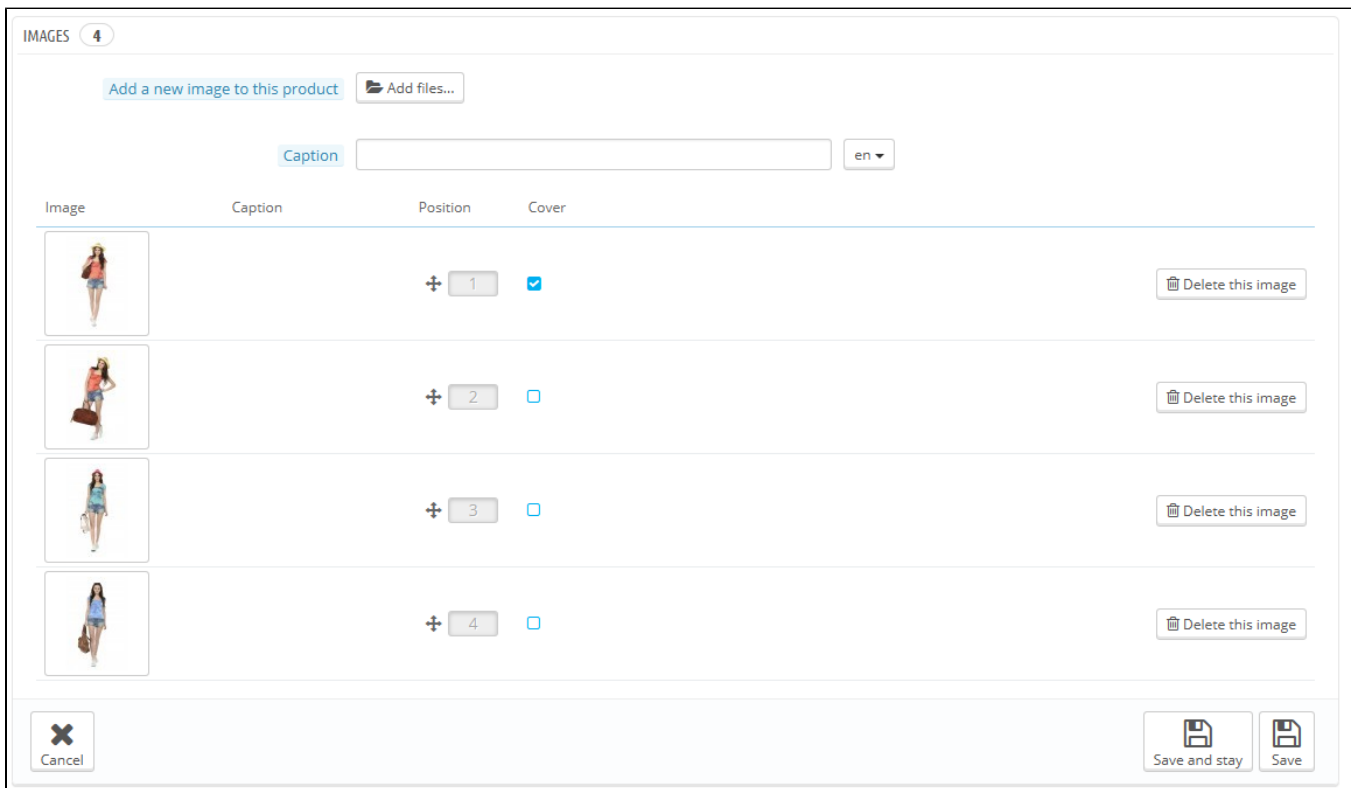 IMAGES 4
Add a new image to this product Add files...
Caption en
Image Caption Position Cover
1 Delete this image
2 Delete this image
3 Delete this image
4 Delete this image
Cancel Save and stay Save